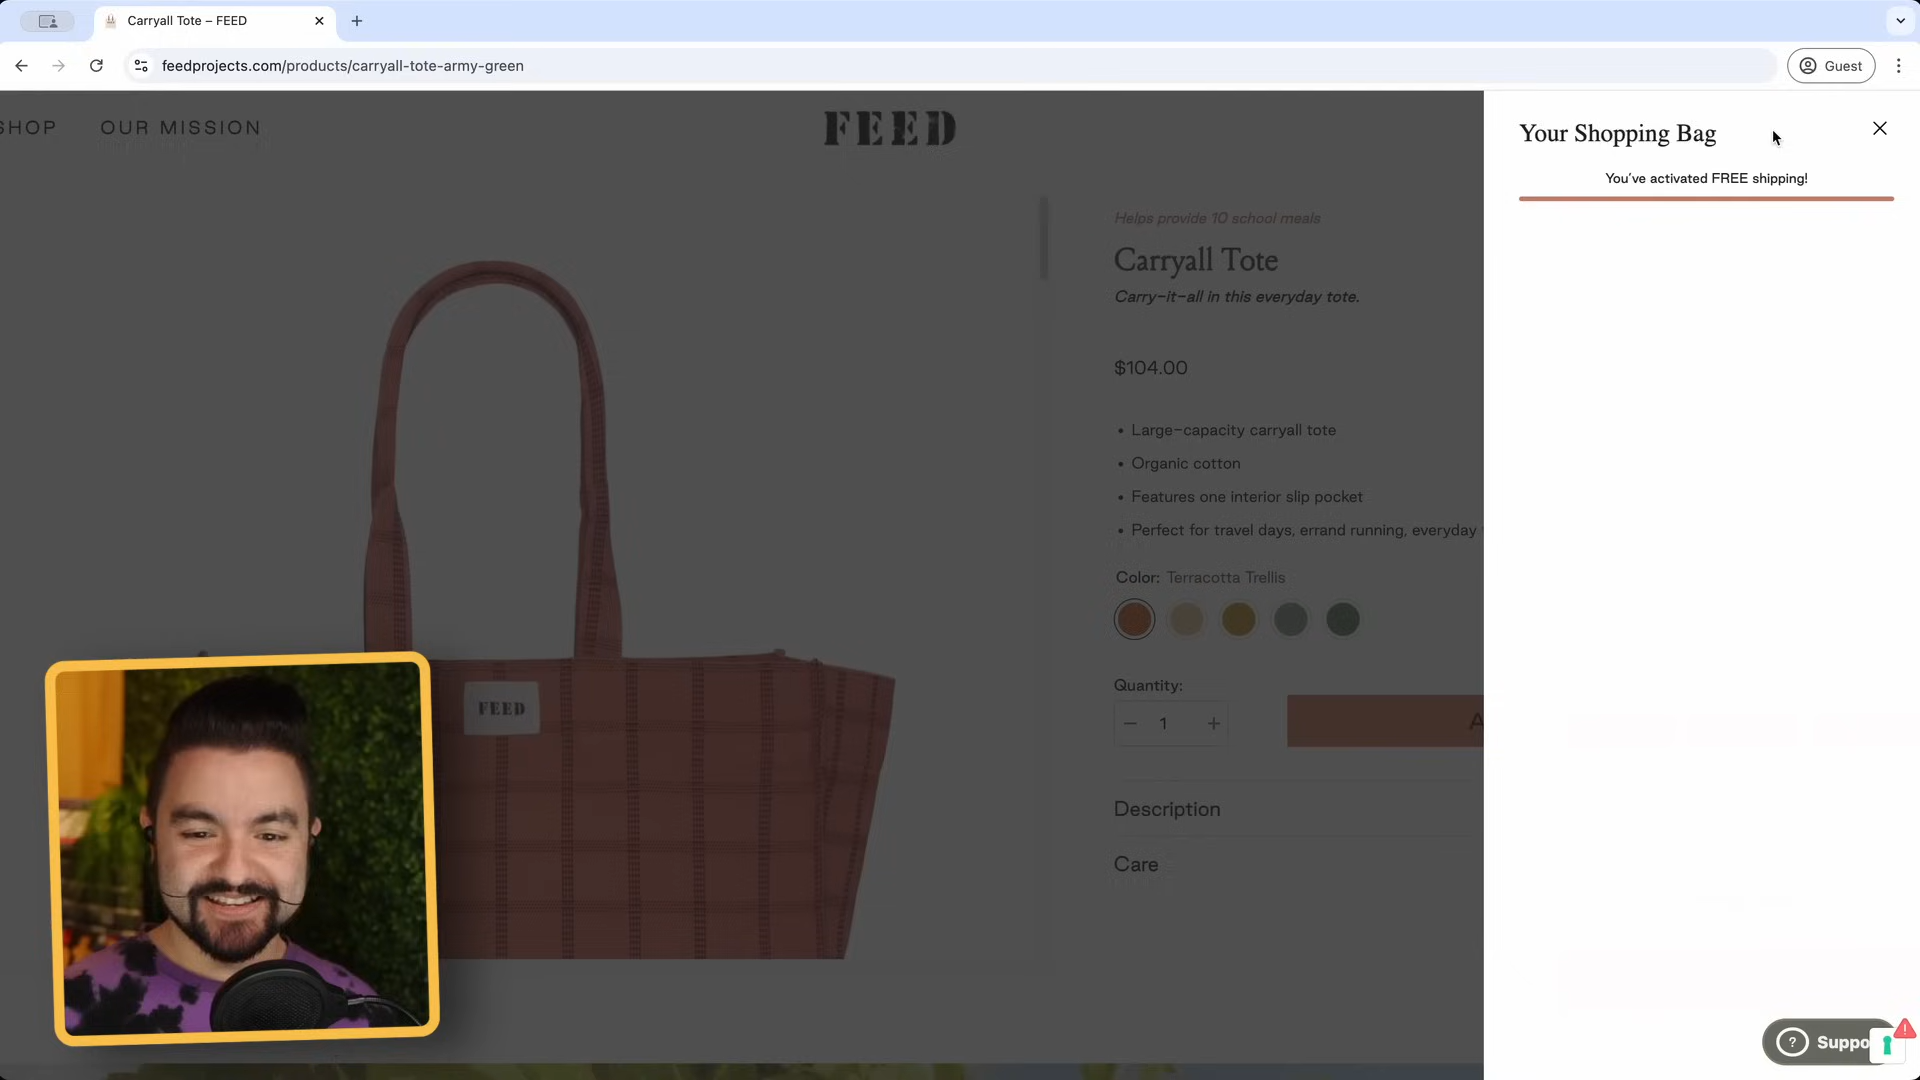 Carryall Tote – FEED
feedprojects.com/products/carryall-tote-army-green
Guest
SHOP
OUR MISSION
FEED
Your Shopping Bag
You've activated FREE shipping!
Helps provide 10 school meals
Carryall Tote
Carry-it-all in this everyday tote.
$104.00
• Large-capacity carryall tote
• Organic cotton
• Features one interior slip pocket
• Perfect for travel days, errand running, everyday
Color: Terracotta Trellis
Quantity:
− 1 +
A
Description
Care
FEED
? Suppo